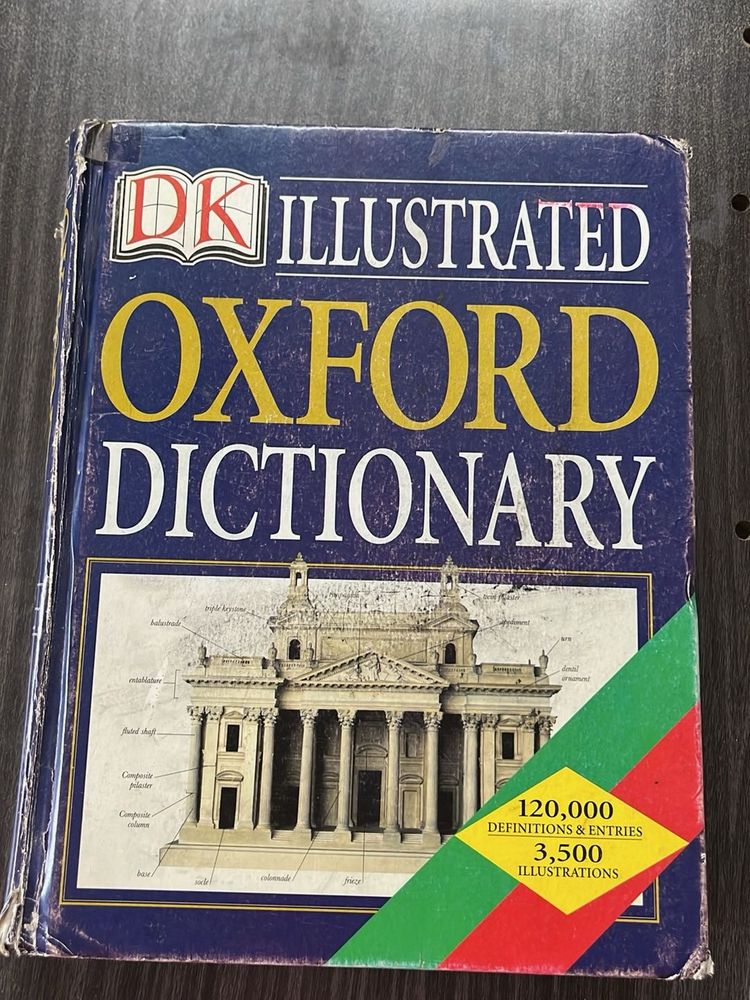 DK ILLUSTRATED
OXFORD
DICTIONARY
triple keystone
balustrade
pediment
urn
dentil
ornament
entablature
fluted shaft
Composite
pilaster
Composite
column
base
socle
colonnade
frieze
120,000
DEFINITIONS & ENTRIES
3,500
ILLUSTRATIONS